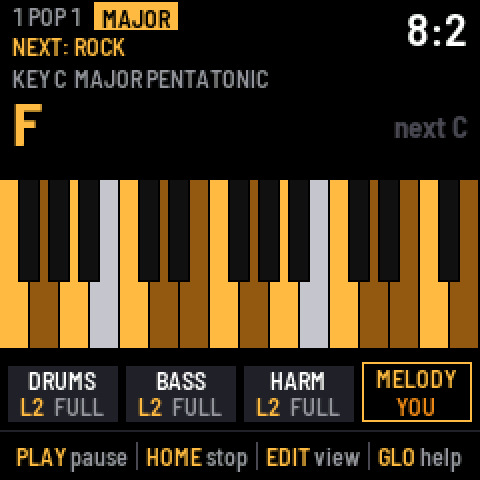 1 POP 1 MAJOR
8:2
NEXT: ROCK
KEY C MAJOR PENTATONIC
F
next C
DRUMS
L2 FULL
BASS
L2 FULL
HARM
L2 FULL
MELODY
YOU
PLAY pause | HOME stop | EDIT view | GLO help